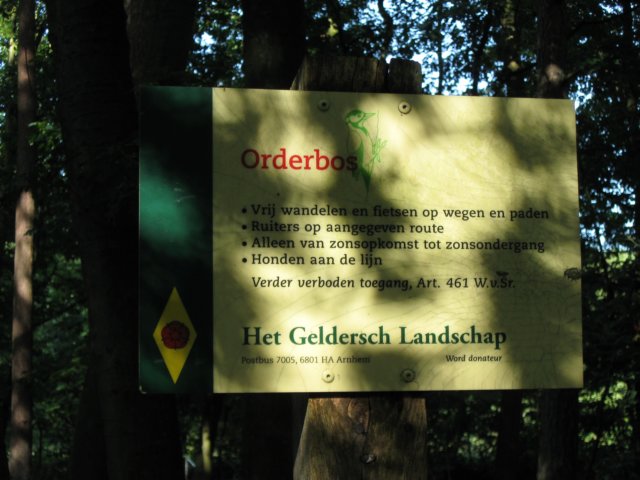 Orderbos
• Vrij wandelen en fietsen op wegen en paden
• Ruiters op aangegeven route
• Alleen van zonsopkomst tot zonsondergang
• Honden aan de lijn
Verder verboden toegang, Art. 461 W.v.Sr.
Het Geldersch Landschap
Postbus 7005, 6801 HA Arnhem Word donateur